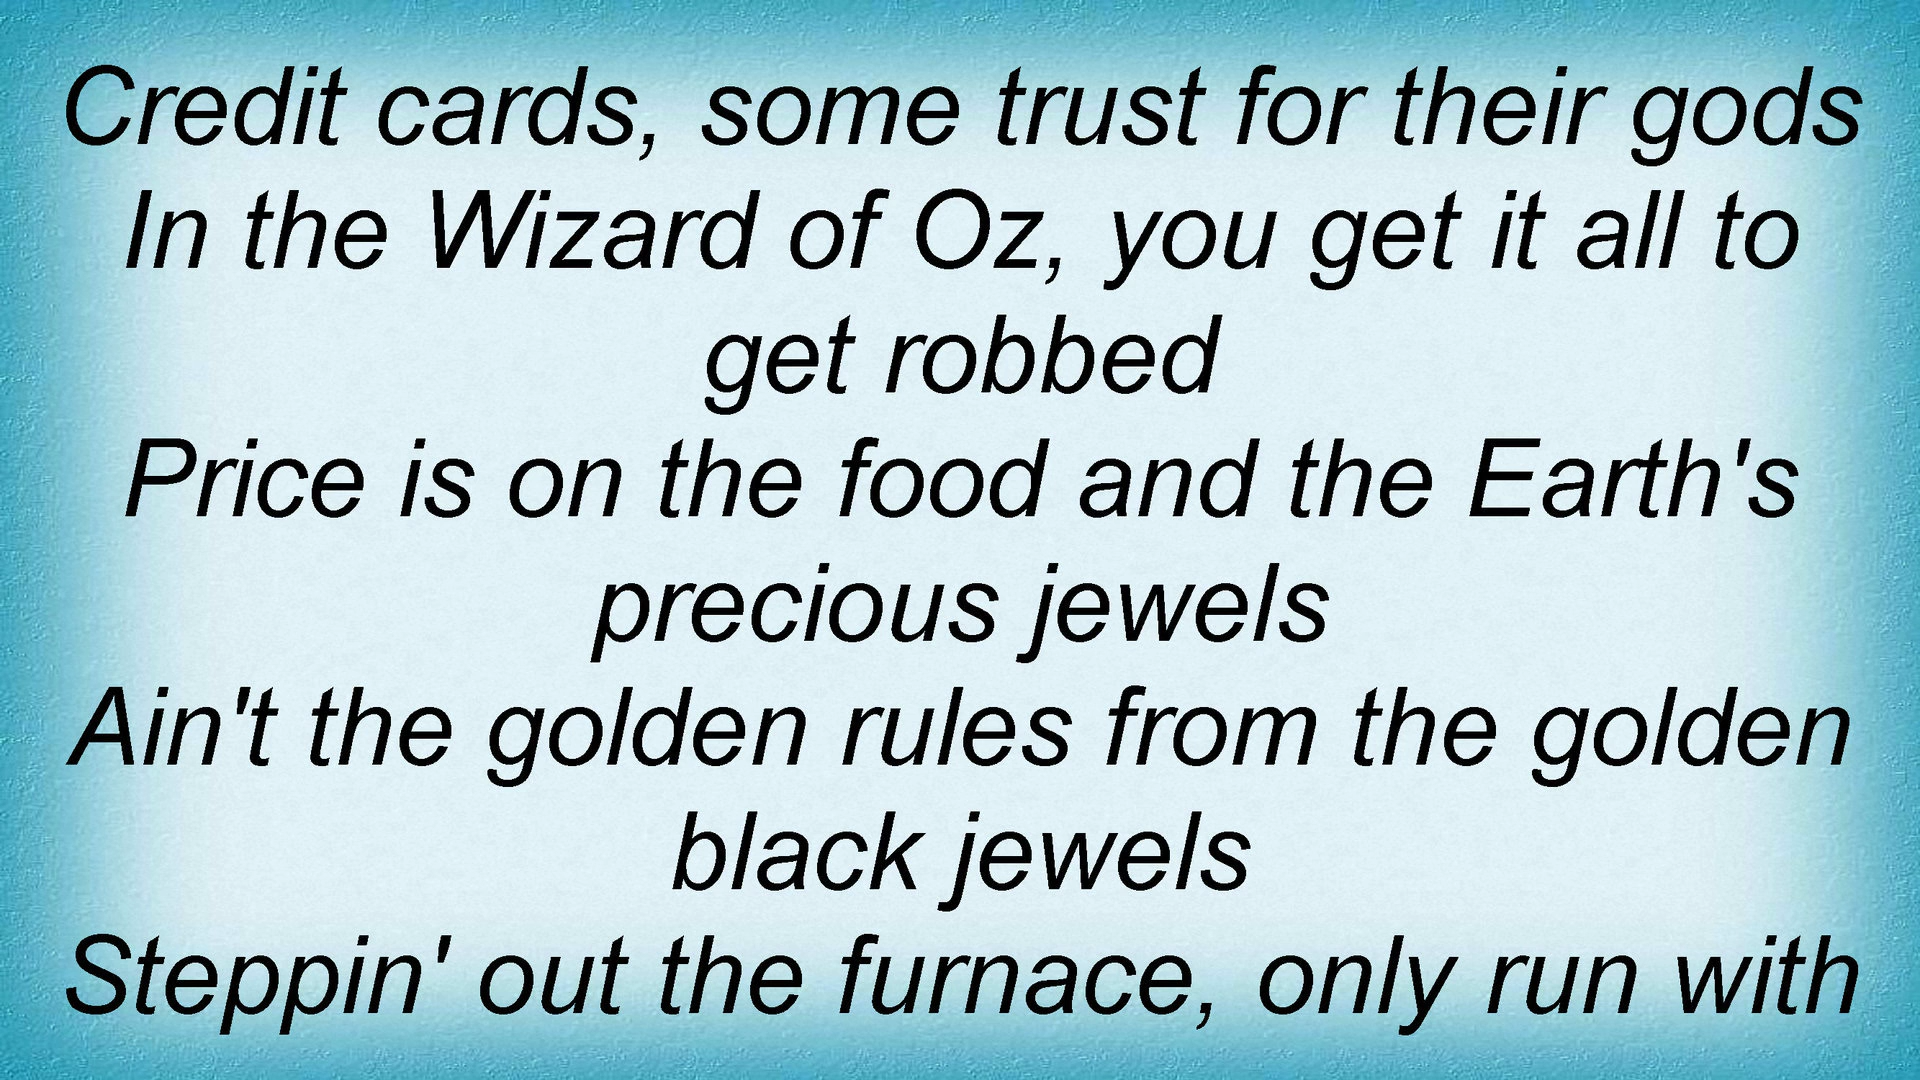 Credit cards, some trust for their gods
In the Wizard of Oz, you get it all to
get robbed
Price is on the food and the Earth's
precious jewels
Ain't the golden rules from the golden
black jewels
Steppin' out the furnace, only run with